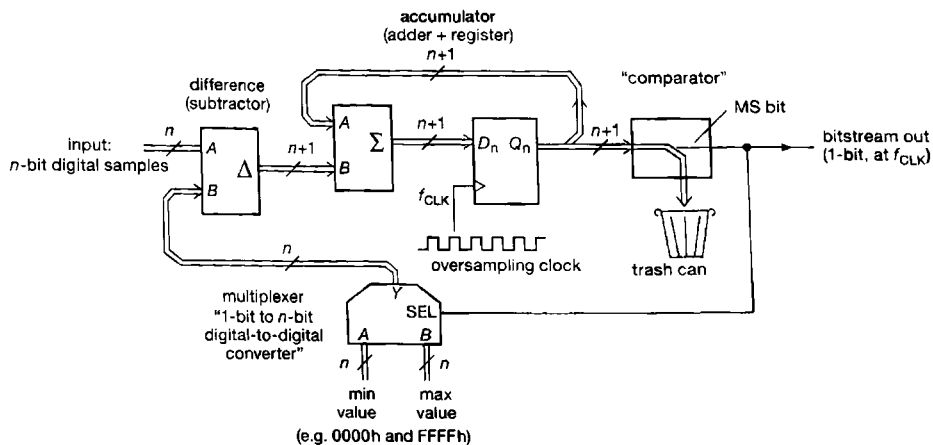 accumulator
(adder + register)
n+1
difference
(subtractor)
"comparator"
MS bit
input:
n-bit digital samples
n
A
B
Δ
n+1
A
B
Σ
n+1
Dn Qn
n+1
bitstream out
(1-bit, at fCLK)
fCLK
oversampling clock
trash can
n
multiplexer
"1-bit to n-bit
digital-to-digital
converter"
Y
SEL
A B
n n
min
value
max
value
(e.g. 0000h and FFFFh)